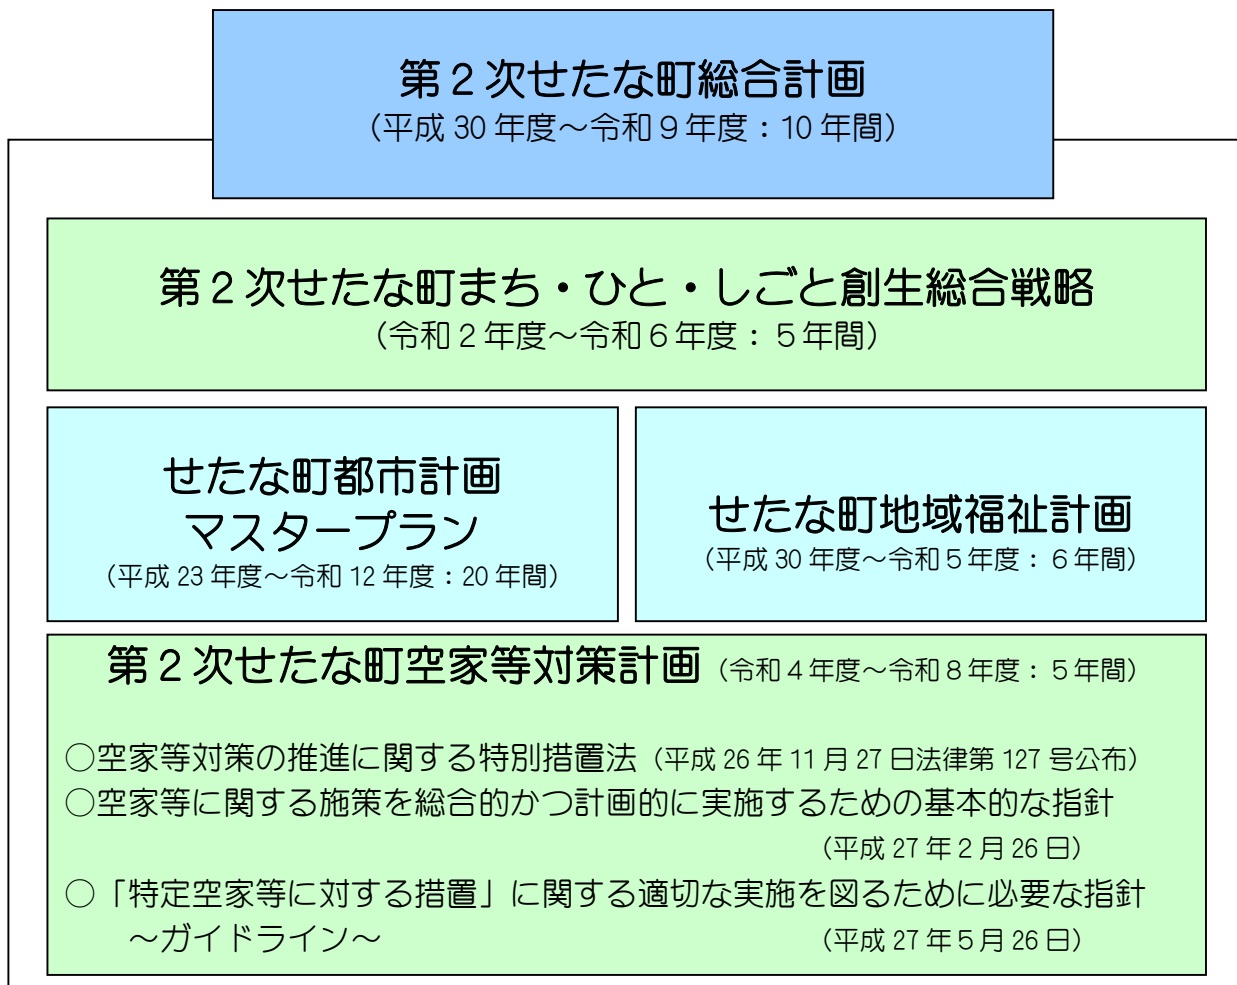 第２次せたな町総合計画
（平成 30 年度～令和９年度：10 年間）
第２次せたな町まち・ひと・しごと創生総合戦略
（令和２年度～令和６年度：５年間）
せたな町都市計画
マスタープラン
（平成 23 年度～令和 12 年度：20 年間）
せたな町地域福祉計画
（平成 30 年度～令和５年度：６年間）
第２次せたな町空家等対策計画（令和４年度～令和８年度：５年間）
○空家等対策の推進に関する特別措置法（平成 26 年 11 月 27 日法律第 127 号公布）
○空家等に関する施策を総合的かつ計画的に実施するための基本的な指針
（平成 27 年２月 26 日）
○「特定空家等に対する措置」に関する適切な実施を図るために必要な指針
～ガイドライン～　（平成 27 年５月 26 日）